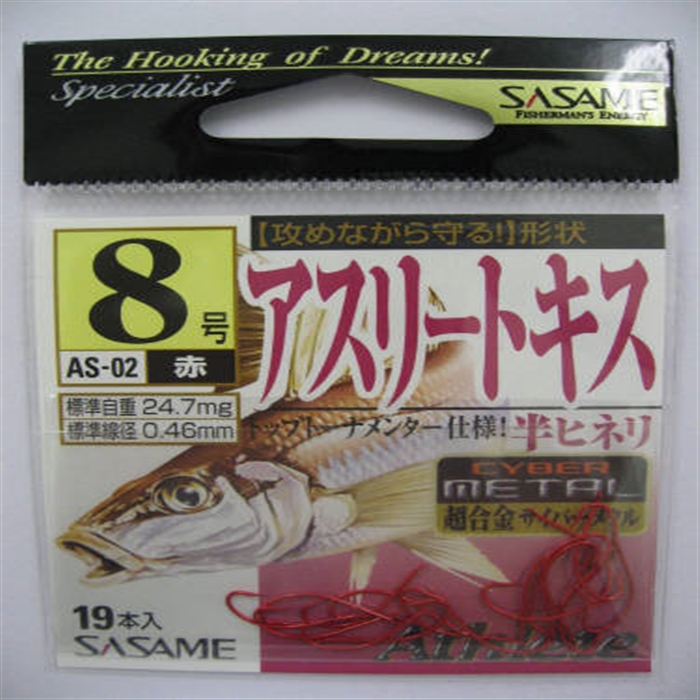 The Hooking of Dreams!
Specialist
SASAME
FISHERMAN'S ENERGY
【攻めながら守る!】形状
8号
AS-02 赤
アスリートキス
標準自重 24.7mg
標準線径 0.46mm
トップトーナメンター仕様!半ヒネリ
CYBER
METAL
超合金サイバーメタル
19本入
SASAME
Athlete